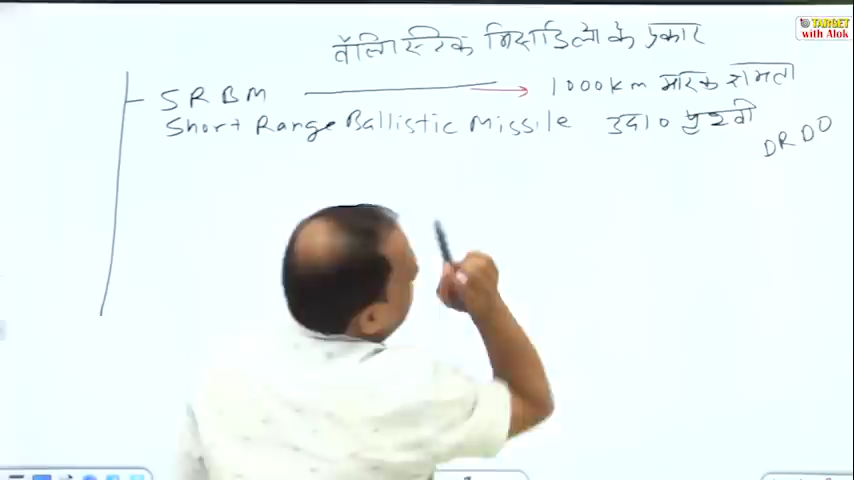 TARGET
with Alok
बॅलिास्टिक मिसाइलो के प्रकार
SRBM → 1000km मारक क्षमता
Short Range Ballistic Missile उदा० पृथ्वी
DRDO